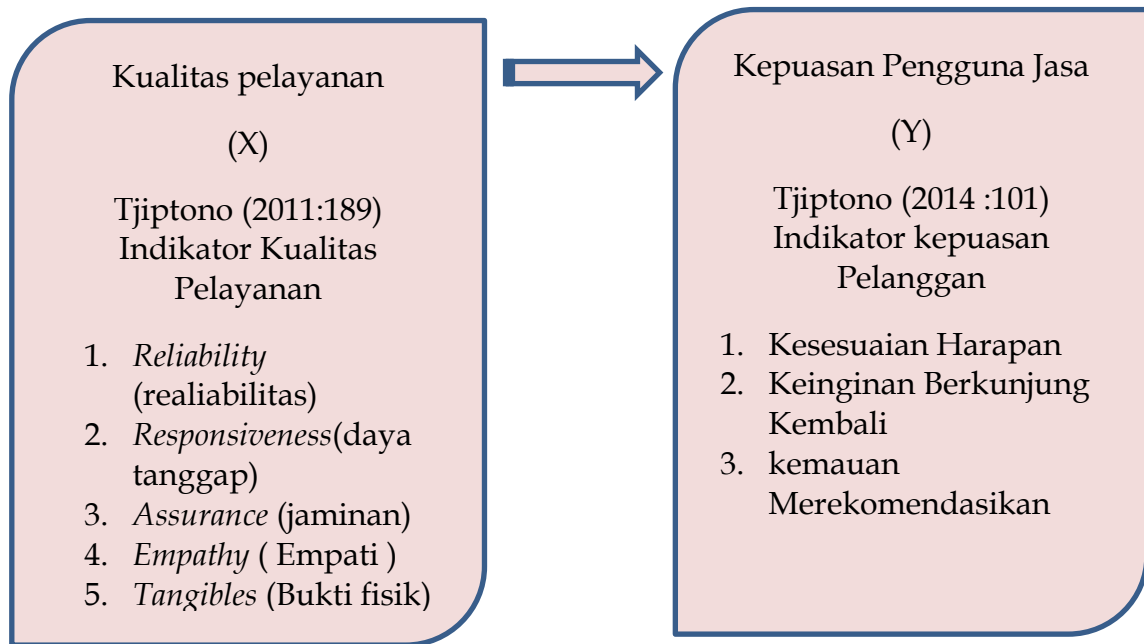 Kualitas pelayanan
(X)
Tjiptono (2011:189)
Indikator Kualitas
Pelayanan
1. Reliability
(realiabilitas)
2. Responsiveness(daya
tanggap)
3. Assurance (jaminan)
4. Empathy ( Empati )
5. Tangibles (Bukti fisik)
Kepuasan Pengguna Jasa
(Y)
Tjiptono (2014 :101)
Indikator kepuasan
Pelanggan
1. Kesesuaian Harapan
2. Keinginan Berkunjung
Kembali
3. kemauan
Merekomendasikan